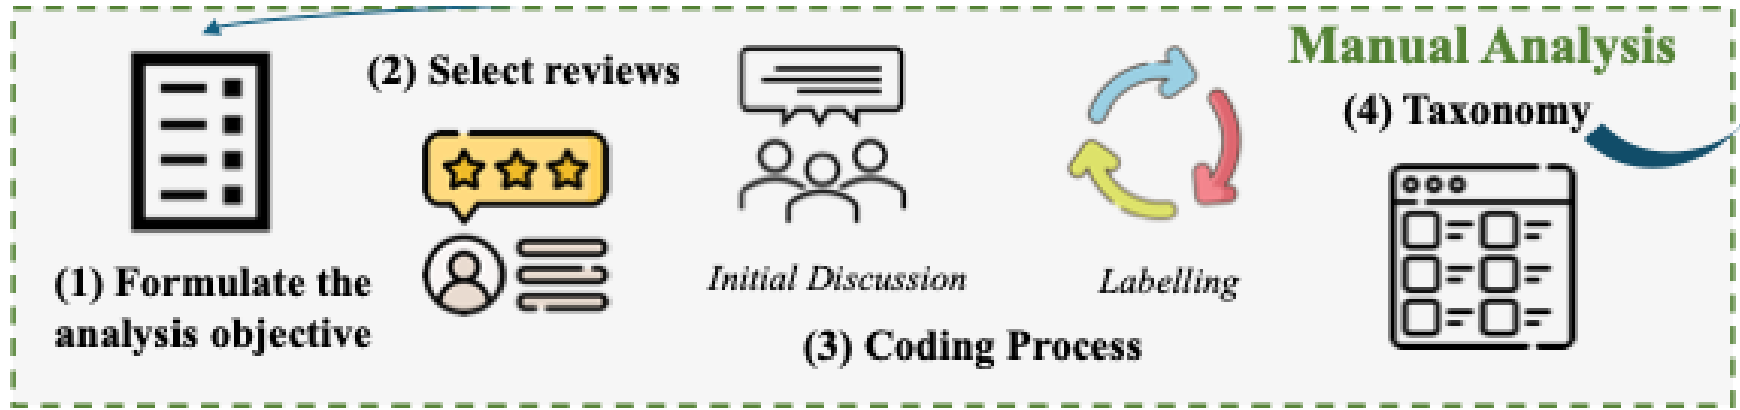 Manual Analysis
(1) Formulate the
analysis objective
(2) Select reviews
Initial Discussion
Labelling
(3) Coding Process
(4) Taxonomy